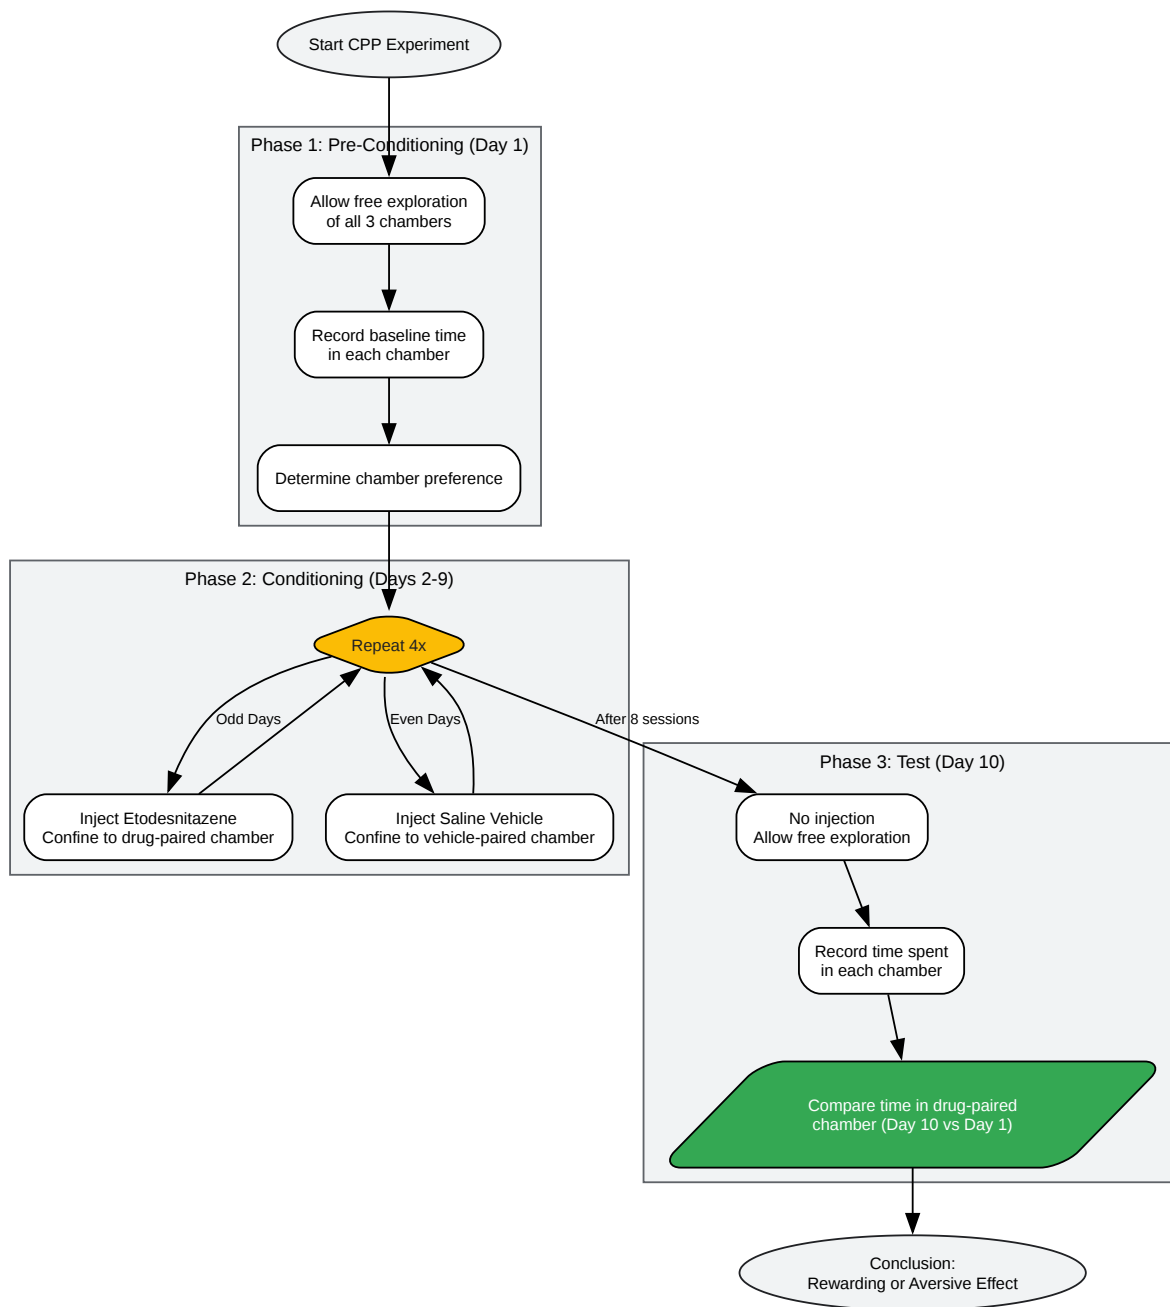 Start CPP Experiment
Phase 1: Pre-Conditioning (Day 1)
Allow free exploration
of all 3 chambers
Record baseline time
in each chamber
Determine chamber preference
Phase 2: Conditioning (Days 2-9)
Repeat 4x
Odd Days
Even Days
After 8 sessions
Inject Etodesnitazene
Confine to drug-paired chamber
Inject Saline Vehicle
Confine to vehicle-paired chamber
Phase 3: Test (Day 10)
No injection
Allow free exploration
Record time spent
in each chamber
Compare time in drug-paired
chamber (Day 10 vs Day 1)
Conclusion:
Rewarding or Aversive Effect